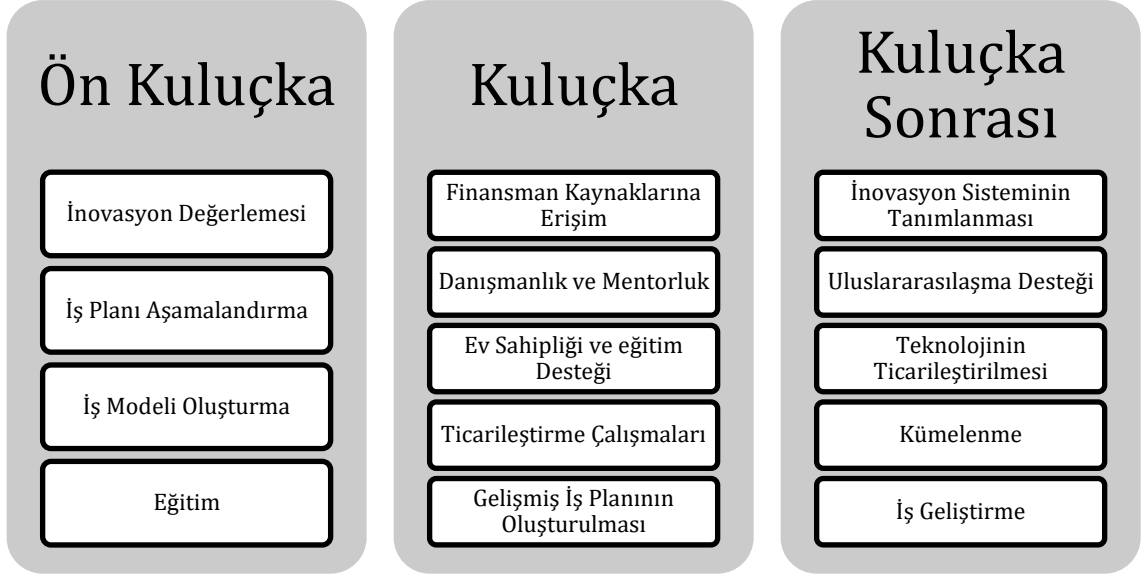 Ön Kuluçka
İnovasyon Değerlemesi
İş Planı Aşamalandırma
İş Modeli Oluşturma
Eğitim
Kuluçka
Finansman Kaynaklarına
Erişim
Danışmanlık ve Mentorluk
Ev Sahipliği ve eğitim
Desteği
Ticarileştirme Çalışmaları
Gelişmiş İş Planının
Oluşturulması
Kuluçka
Sonrası
İnovasyon Sisteminin
Tanımlanması
Uluslararasılaşma Desteği
Teknolojinin
Ticarileştirilmesi
Kümelenme
İş Geliştirme